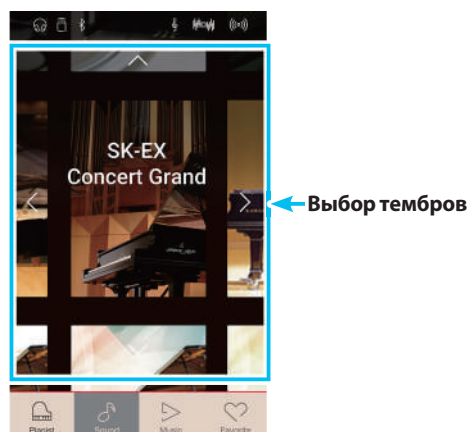 SK-EX
Concert Grand
Выбор тембров
Pianist
Sound
Music
Favorite